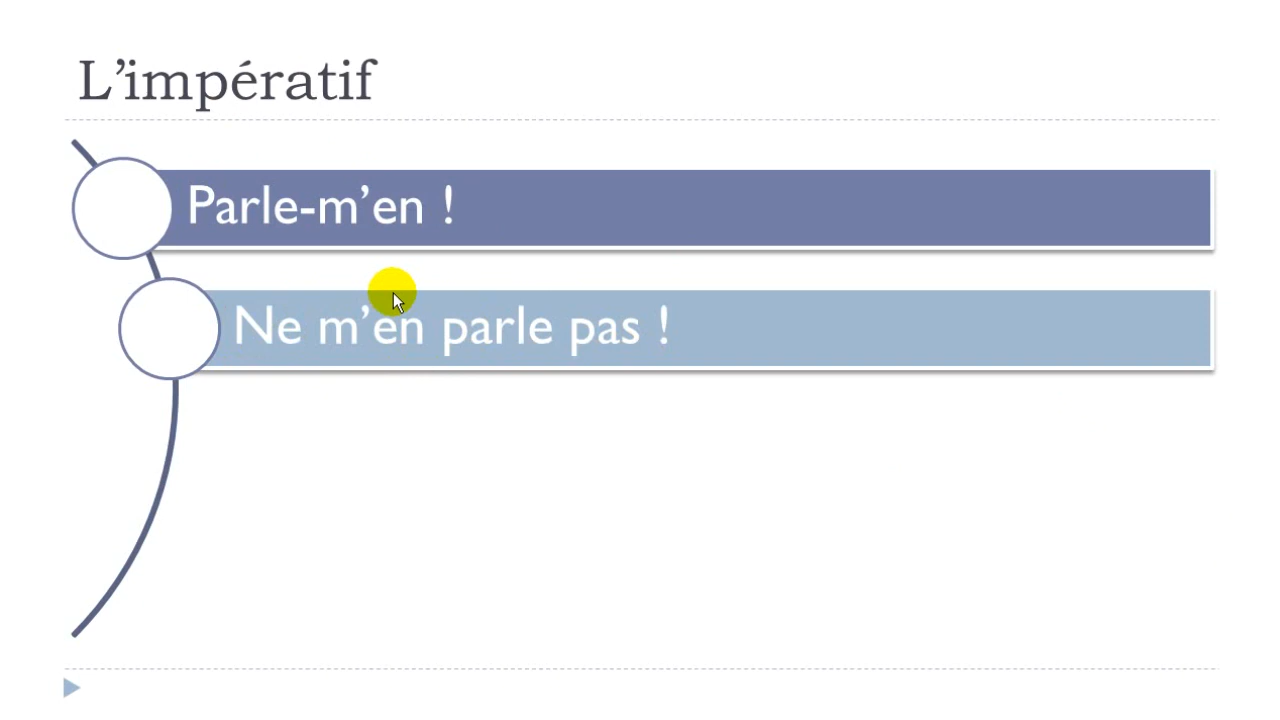 L’impératif
Parle-m’en !
Ne m’en parle pas !